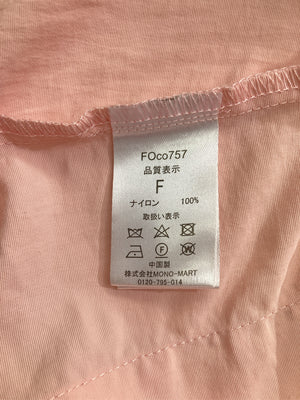 FOco757
品質表示
F
ナイロン 100%
取扱い表示
中国製
株式会社MONO-MART
0120-795-014